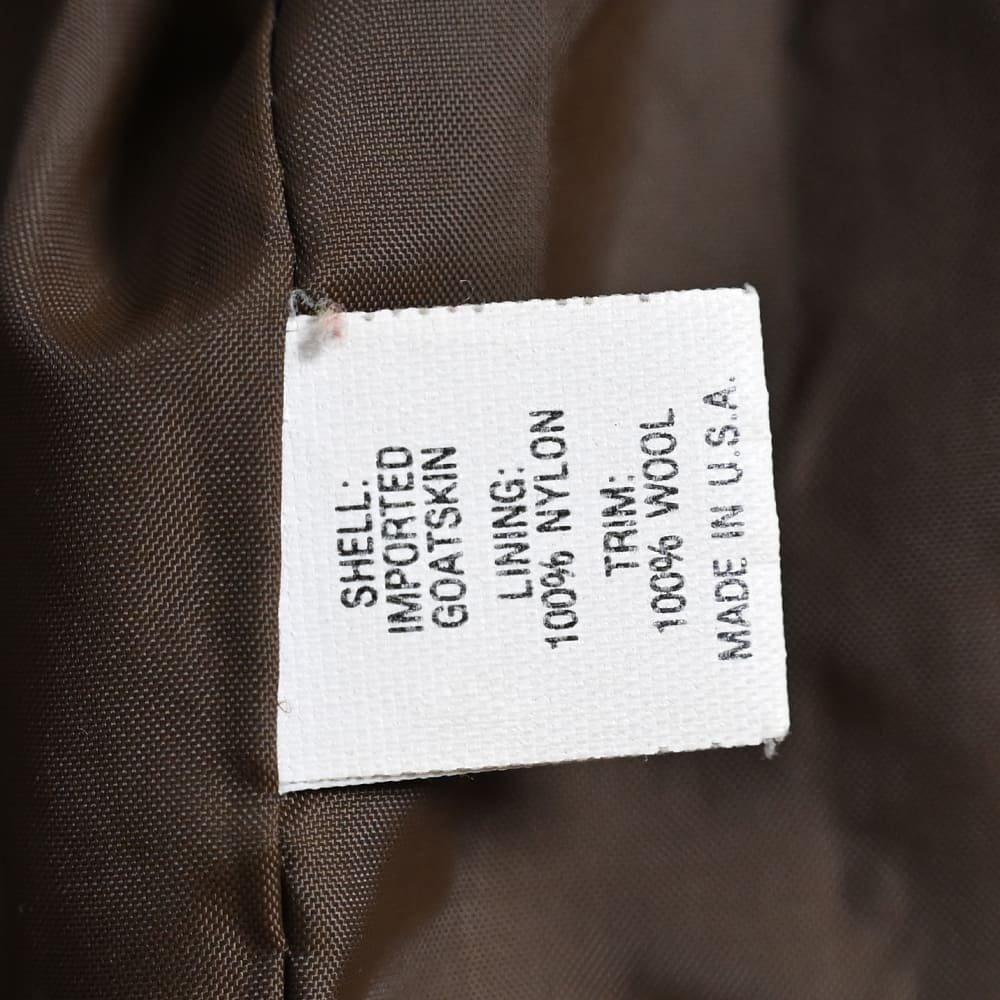 SHELL:
IMPORTED
GOATSKIN
LINING:
100% NYLON
TRIM:
100% WOOL
MADE IN U.S.A.